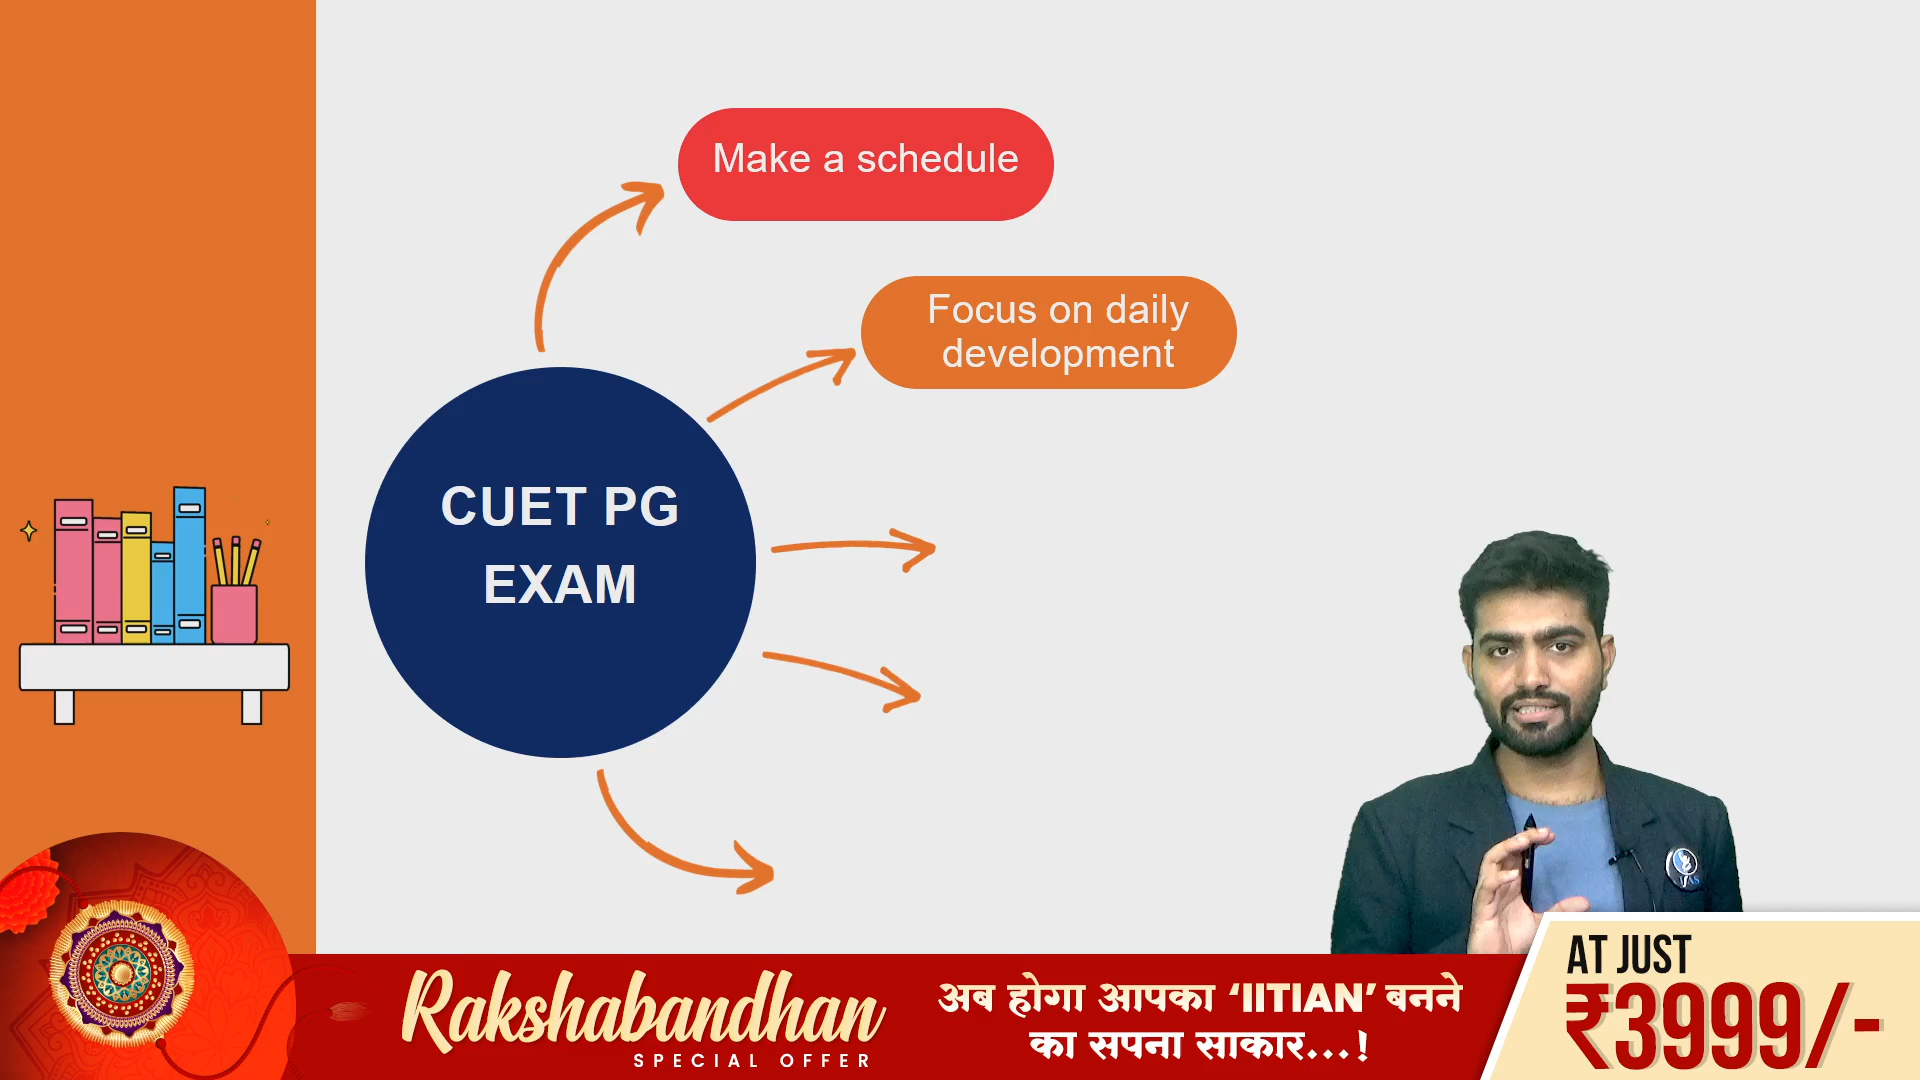 Make a schedule
Focus on daily
development
CUET PG
EXAM
Rakshabandhan
SPECIAL OFFER
अब होगा आपका ‘IITIAN’ बनने
का सपना साकार...!
AT JUST
₹3999/-